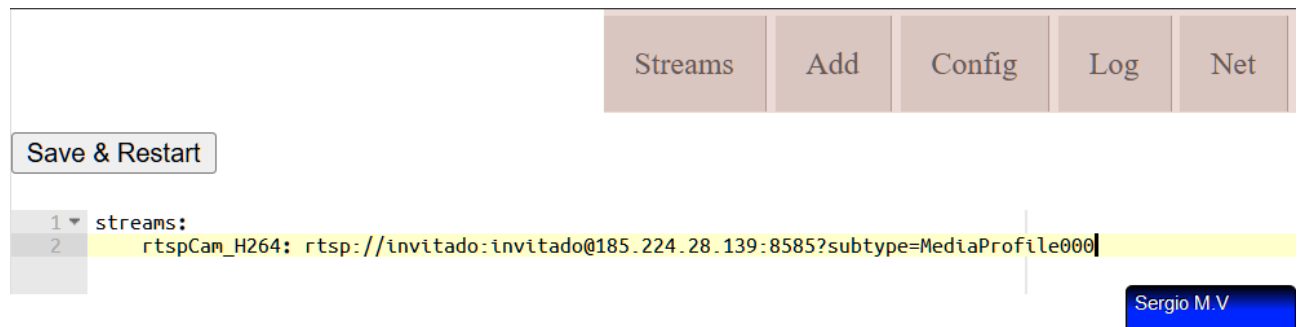 Streams Add Config Log Net
Save & Restart
1 streams:
2 rtspCam_H264: rtsp://invitado:invitado@185.224.28.139:8585?subtype=MediaProfile000
Sergio M.V